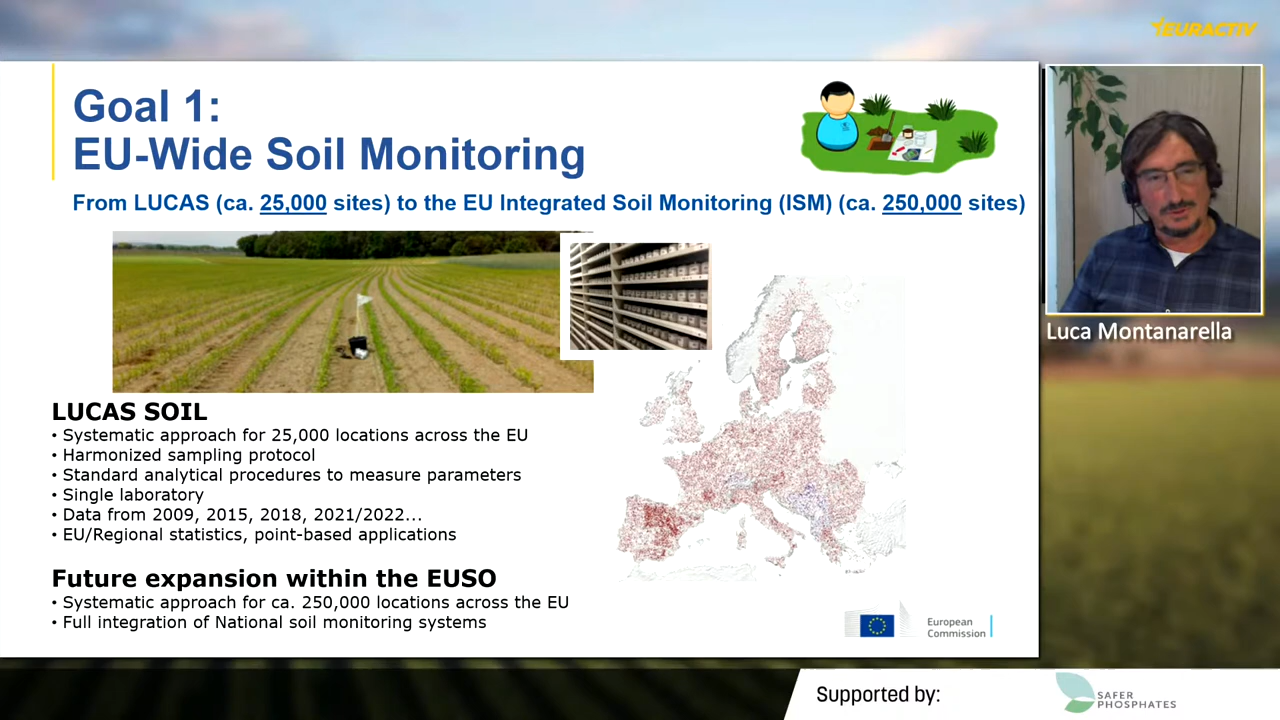 EURACTIV
Goal 1:
EU-Wide Soil Monitoring
From LUCAS (ca. 25,000 sites) to the EU Integrated Soil Monitoring (ISM) (ca. 250,000 sites)
Luca Montanarella
LUCAS SOIL
• Systematic approach for 25,000 locations across the EU
• Harmonized sampling protocol
• Standard analytical procedures to measure parameters
• Single laboratory
• Data from 2009, 2015, 2018, 2021/2022...
• EU/Regional statistics, point-based applications
Future expansion within the EUSO
• Systematic approach for ca. 250,000 locations across the EU
• Full integration of National soil monitoring systems
European
Commission
Supported by:
SAFER
PHOSPHATES